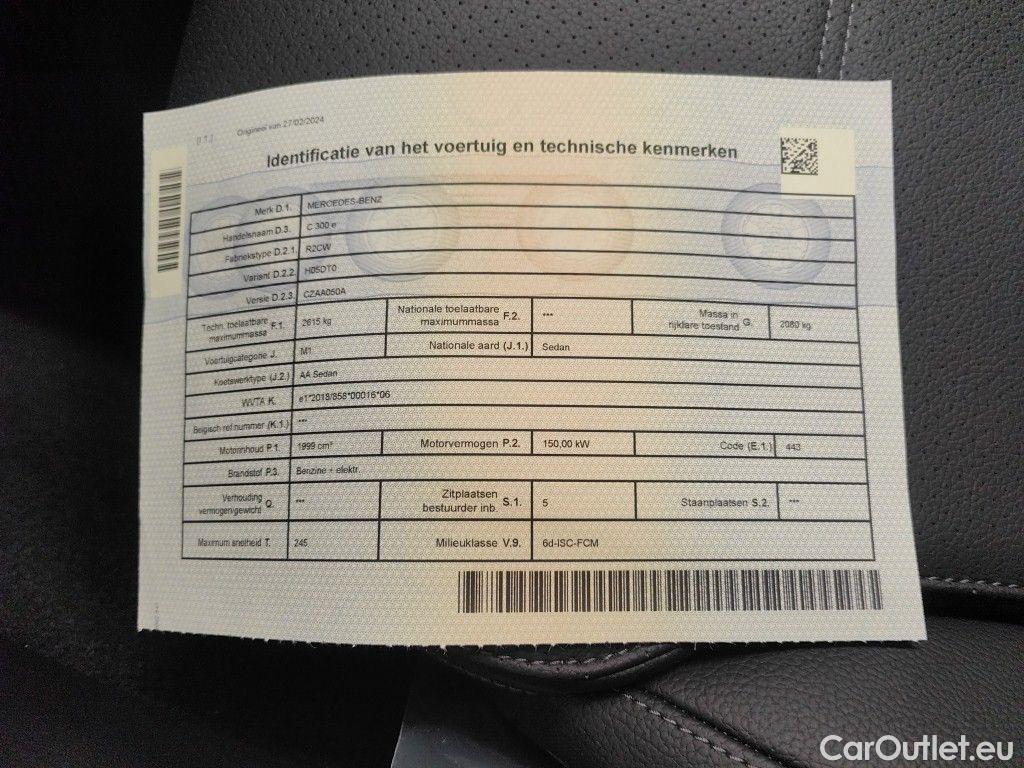 [I.T.] Origineel van 27/02/2024
Identificatie van het voertuig en technische kenmerken
Merk D.1. MERCEDES-BENZ
Handelsnaam D.3. C 300 e
Fabriekstype D.2.1. R2CW
Variant D.2.2. H05DT0
Versie D.2.3. CZAA050A
Techn. toelaatbare maximummassa F.1. 2615 kg Nationale toelaatbare maximummassa F.2. *** Massa in rijklare toestand G. 2080 kg
Voertuigcategorie J. M1 Nationale aard (J.1.) Sedan
Koetswerktype (J.2.) AA Sedan
WVTA K. e1*2018/858*00016*06
Belgisch ref.nummer (K.1.) ***
Motorinhoud P.1. 1999 cm³ Motorvermogen P.2. 150,00 kW Code (E.1.) 443
Brandstof P.3. Benzine + elektr.
Verhouding vermogen/gewicht Q. *** Zitplaatsen bestuurder inb. S.1. 5 Staanplaatsen S.2. ***
Maximum snelheid T. 245 Milieuklasse V.9. 6d-ISC-FCM
CarOutlet.eu